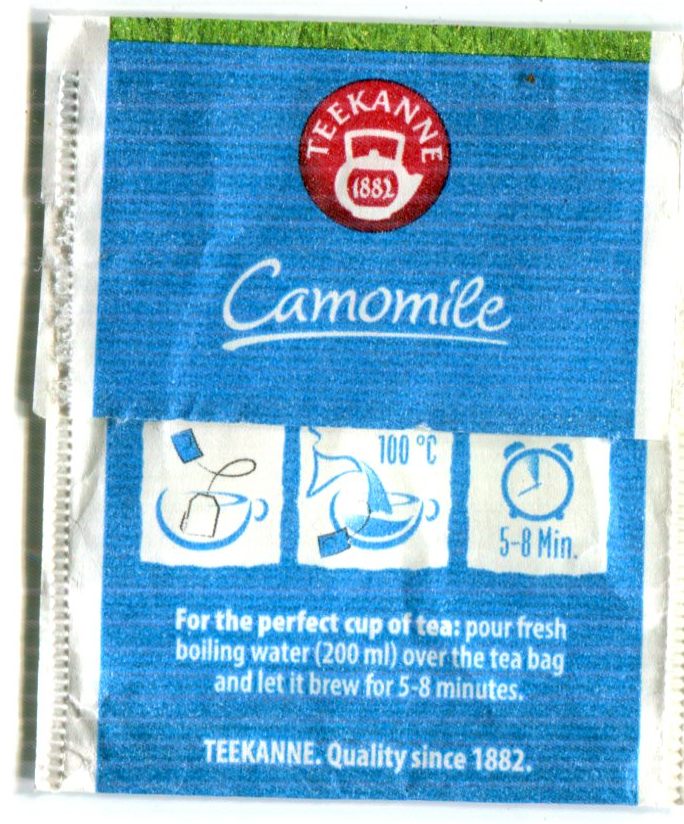 TEEKANNE
1882
Camomile
100 °C
5-8 Min.
For the perfect cup of tea: pour fresh
boiling water (200 ml) over the tea bag
and let it brew for 5-8 minutes.
TEEKANNE. Quality since 1882.